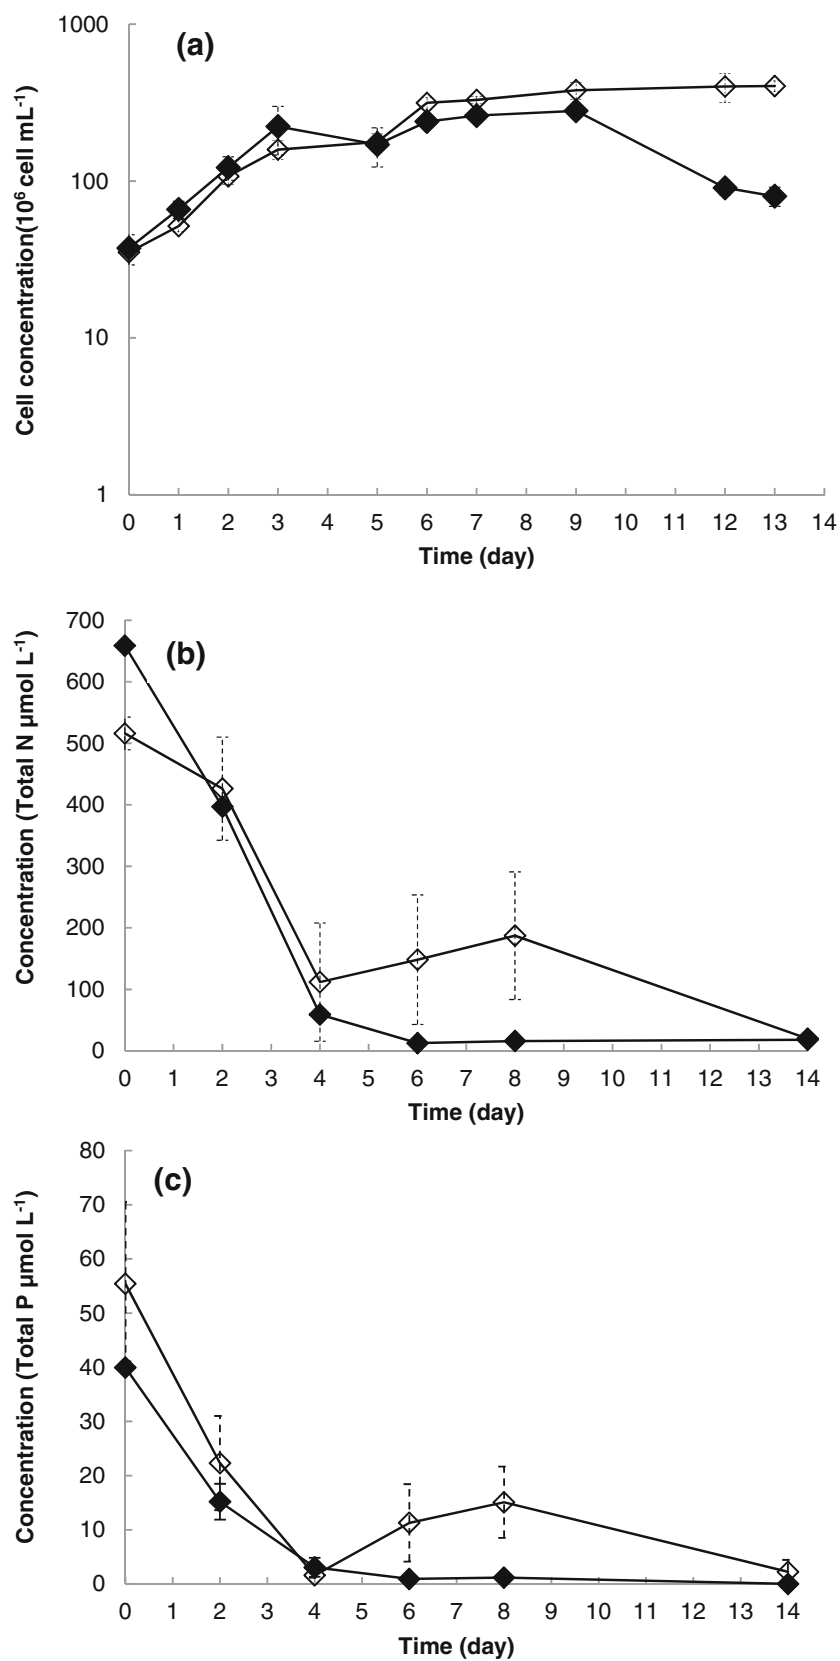 (a)
Cell concentration(10⁶ cell mL⁻¹)
1000
100
10
1
0 1 2 3 4 5 6 7 8 9 10 11 12 13 14
Time (day)
(b)
Concentration (Total N µmol L⁻¹)
700
600
500
400
300
200
100
0
0 1 2 3 4 5 6 7 8 9 10 11 12 13 14
Time (day)
(c)
Concentration (Total P µmol L⁻¹)
80
70
60
50
40
30
20
10
0
0 1 2 3 4 5 6 7 8 9 10 11 12 13 14
Time (day)